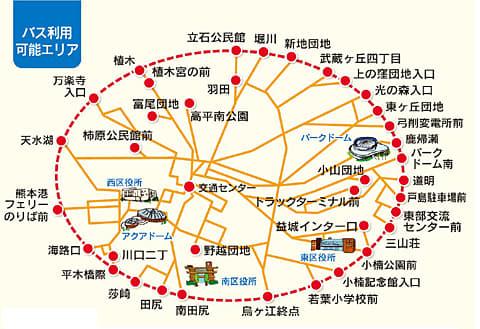 バス利用
可能エリア
立石公民館
堀川
新地団地
武蔵ヶ丘四丁目
上の窪団地入口
光の森入口
東ヶ丘団地
弓削変電所前
鹿帰瀬
パーク
ドーム南
道明
戸島駐車場前
東部交流
センター前
三山荘
小楠公園前
小楠記念館入口
若葉小学校前
烏ヶ江終点
南田尻
田尻
莎崎
平木橋際
海路口
熊本港
フェリー
のりば前
天水湖
万楽寺
入口
植木
植木宮の前
羽田
富尾団地
高平南公園
柿原公民館前
パークドーム
小山団地
トラックターミナル前
西区役所
交通センター
アクアドーム
益城インター口
川口二丁
野越団地
東区役所
南区役所